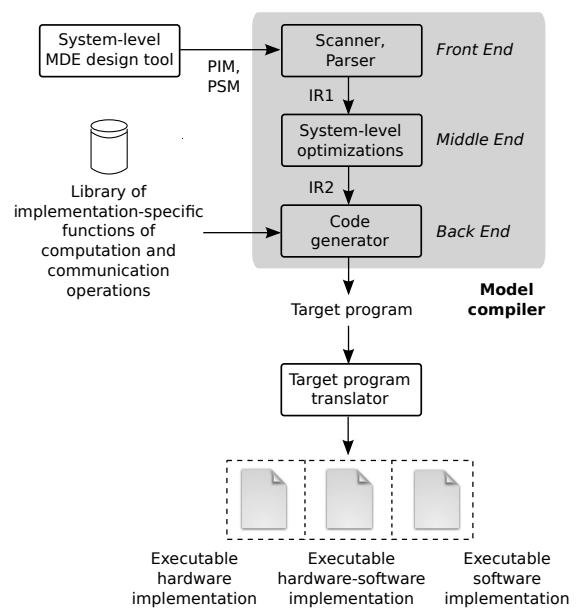 System-level
MDE design tool
PIM,
PSM
Scanner,
Parser
Front End
IR1
System-level
optimizations
Middle End
IR2
Library of
implementation-specific
functions of
computation and
communication
operations
Code
generator
Back End
Model
compiler
Target program
Target program
translator
Executable
hardware
implementation
Executable
hardware-software
implementation
Executable
software
implementation